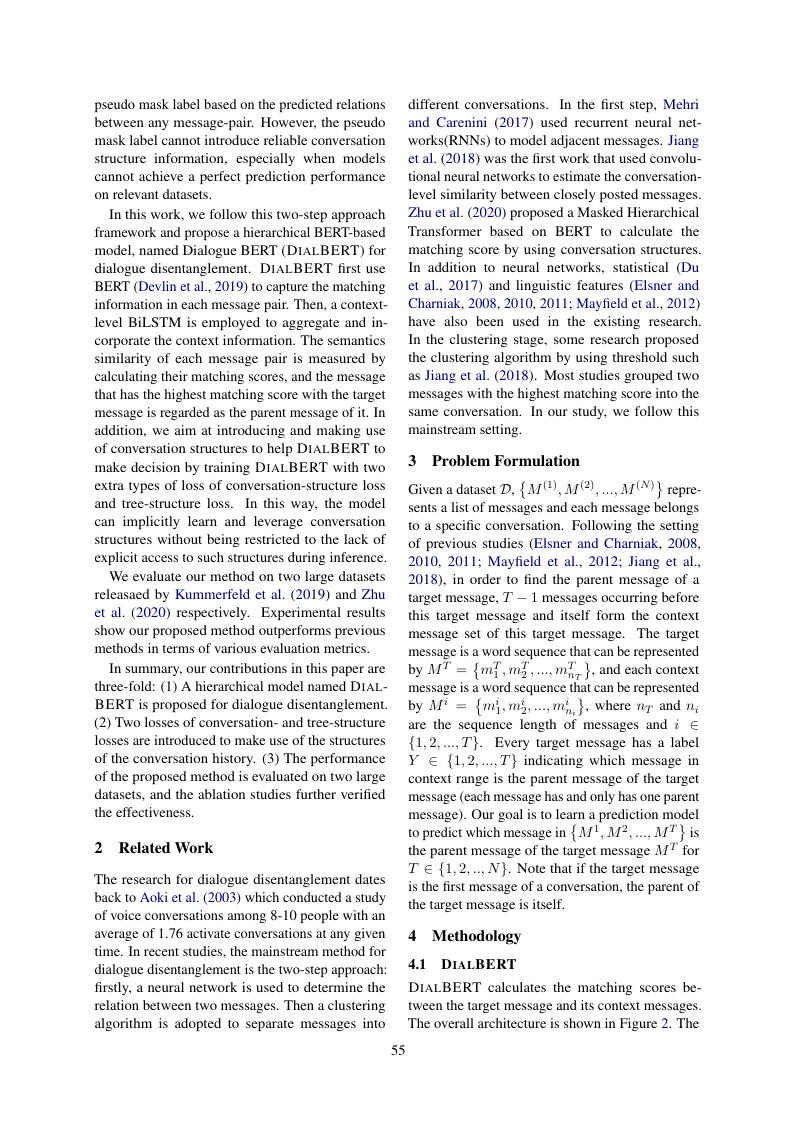 pseudo mask label based on the predicted relations
between any message-pair. However, the pseudo
mask label cannot introduce reliable conversation
structure information, especially when models
cannot achieve a perfect prediction performance
on relevant datasets.
In this work, we follow this two-step approach
framework and propose a hierarchical BERT-based
model, named Dialogue BERT (DIALBERT) for
dialogue disentanglement. DIALBERT first use
BERT (Devlin et al., 2019) to capture the matching
information in each message pair. Then, a context-
level BiLSTM is employed to aggregate and in-
corporate the context information. The semantics
similarity of each message pair is measured by
calculating their matching scores, and the message
that has the highest matching score with the target
message is regarded as the parent message of it. In
addition, we aim at introducing and making use
of conversation structures to help DIALBERT to
make decision by training DIALBERT with two
extra types of loss of conversation-structure loss
and tree-structure loss. In this way, the model
can implicitly learn and leverage conversation
structures without being restricted to the lack of
explicit access to such structures during inference.
We evaluate our method on two large datasets
releasaed by Kummerfeld et al. (2019) and Zhu
et al. (2020) respectively. Experimental results
show our proposed method outperforms previous
methods in terms of various evaluation metrics.
In summary, our contributions in this paper are
three-fold: (1) A hierarchical model named DIAL-
BERT is proposed for dialogue disentanglement.
(2) Two losses of conversation- and tree-structure
losses are introduced to make use of the structures
of the conversation history. (3) The performance
of the proposed method is evaluated on two large
datasets, and the ablation studies further verified
the effectiveness.
2 Related Work
The research for dialogue disentanglement dates
back to Aoki et al. (2003) which conducted a study
of voice conversations among 8-10 people with an
average of 1.76 activate conversations at any given
time. In recent studies, the mainstream method for
dialogue disentanglement is the two-step approach:
firstly, a neural network is used to determine the
relation between two messages. Then a clustering
algorithm is adopted to separate messages into
different conversations. In the first step, Mehri
and Carenini (2017) used recurrent neural net-
works(RNNs) to model adjacent messages. Jiang
et al. (2018) was the first work that used convolu-
tional neural networks to estimate the conversation-
level similarity between closely posted messages.
Zhu et al. (2020) proposed a Masked Hierarchical
Transformer based on BERT to calculate the
matching score by using conversation structures.
In addition to neural networks, statistical (Du
et al., 2017) and linguistic features (Elsner and
Charniak, 2008, 2010, 2011; Mayfield et al., 2012)
have also been used in the existing research.
In the clustering stage, some research proposed
the clustering algorithm by using threshold such
as Jiang et al. (2018). Most studies grouped two
messages with the highest matching score into the
same conversation. In our study, we follow this
mainstream setting.
3 Problem Formulation
Given a dataset 𝒟, {M^(1), M^(2), ..., M^(N)} repre-
sents a list of messages and each message belongs
to a specific conversation. Following the setting
of previous studies (Elsner and Charniak, 2008,
2010, 2011; Mayfield et al., 2012; Jiang et al.,
2018), in order to find the parent message of a
target message, T − 1 messages occurring before
this target message and itself form the context
message set of this target message. The target
message is a word sequence that can be represented
by M^T = {m_1^T, m_2^T, ..., m_{n_T}^T}, and each context
message is a word sequence that can be represented
by M^i = {m_1^i, m_2^i, ..., m_{n_i}^i}, where n_T and n_i
are the sequence length of messages and i ∈
{1, 2, ..., T}. Every target message has a label
Y ∈ {1, 2, ..., T} indicating which message in
context range is the parent message of the target
message (each message has and only has one parent
message). Our goal is to learn a prediction model
to predict which message in {M^1, M^2, ..., M^T} is
the parent message of the target message M^T for
T ∈ {1, 2, .., N}. Note that if the target message
is the first message of a conversation, the parent of
the target message is itself.
4 Methodology
4.1 DIALBERT
DIALBERT calculates the matching scores be-
tween the target message and its context messages.
The overall architecture is shown in Figure 2. The
55